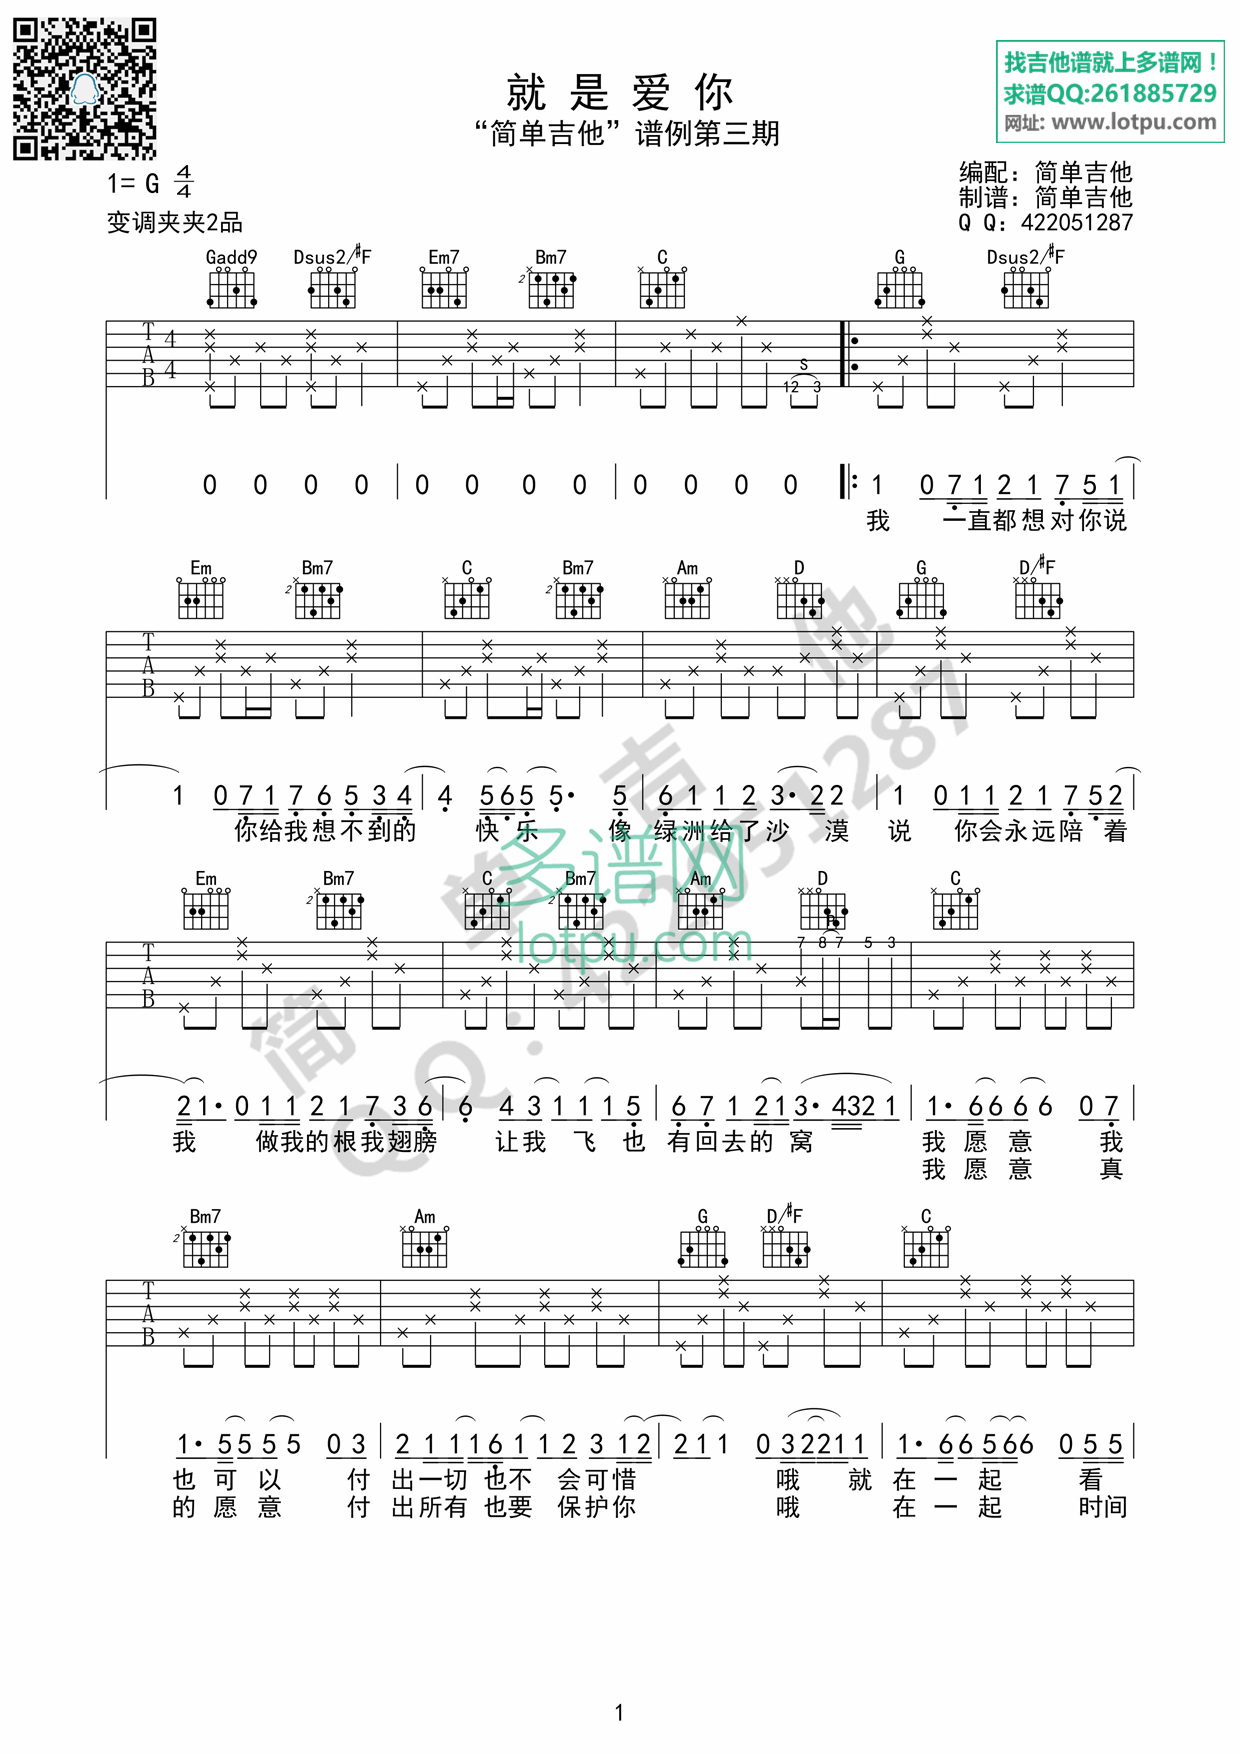 找吉他谱就上多谱网！
求谱QQ:261885729
网址: www.lotpu.com
就是爱你
“简单吉他”谱例第三期
1= G 4/4
变调夹夹2品
编配：简单吉他
制谱：简单吉他
Q Q：422051287
Gadd9 Dsus2/#F Em7 Bm7 C G Dsus2/#F
2
T A B 4 4 S 12 3
0 0 0 0 0 0 0 0 0 0 0 0 1 0 7 1 2 1 7 5 1
我 一直都想对你说
Em Bm7 C Bm7 Am D G D/#F
2 2
T A B
1 0 7 1 7 6 5 3 4 4 5 6 5 5· 5 6 1 1 2 3· 2 2 1 0 1 1 2 1 7 5 2
你给我想不到的 快乐 像 绿洲给了沙 漠 说 你会永远陪着
Em Bm7 C Bm7 Am D C
2 2
T A B P 7 8 7 5 3
2 1· 0 1 1 2 1 7 3 6 6 4 3 1 1 1 5 6 7 1 2 1 3· 4 3 2 1 1· 6 6 6 6 6 0 7
我 做我的根我翅膀 让我 飞也 有回去的窝 我愿意 我
我愿意 真
Bm7 Am G D/#F C
2
T A B
1· 5 5 5 5 5 0 3 2 1 1 1 6 1 1 2 3 1 2 2 1 1 0 3 2 2 1 1 1· 6 6 5 6 6 0 5 5
也可以 付 出一切也不 会可惜 哦 就 在一起 看
的愿意 付 出所有也要 保护你 哦 在一起 时间
简单吉他
QQ：422051287
多谱网
lotpu.com
1